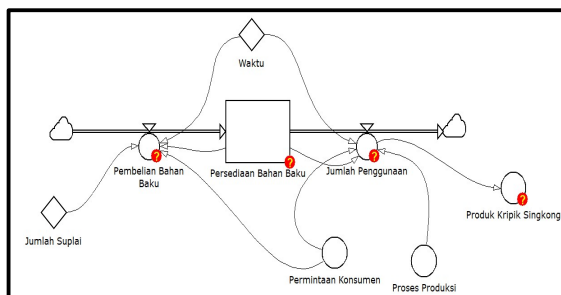 Waktu
Pembelian Bahan
Baku
?
Persediaan Bahan Baku
?
Jumlah Penggunaan
?
Produk Kripik Singkong
?
Jumlah Suplai
Permintaan Konsumen
Proses Produksi